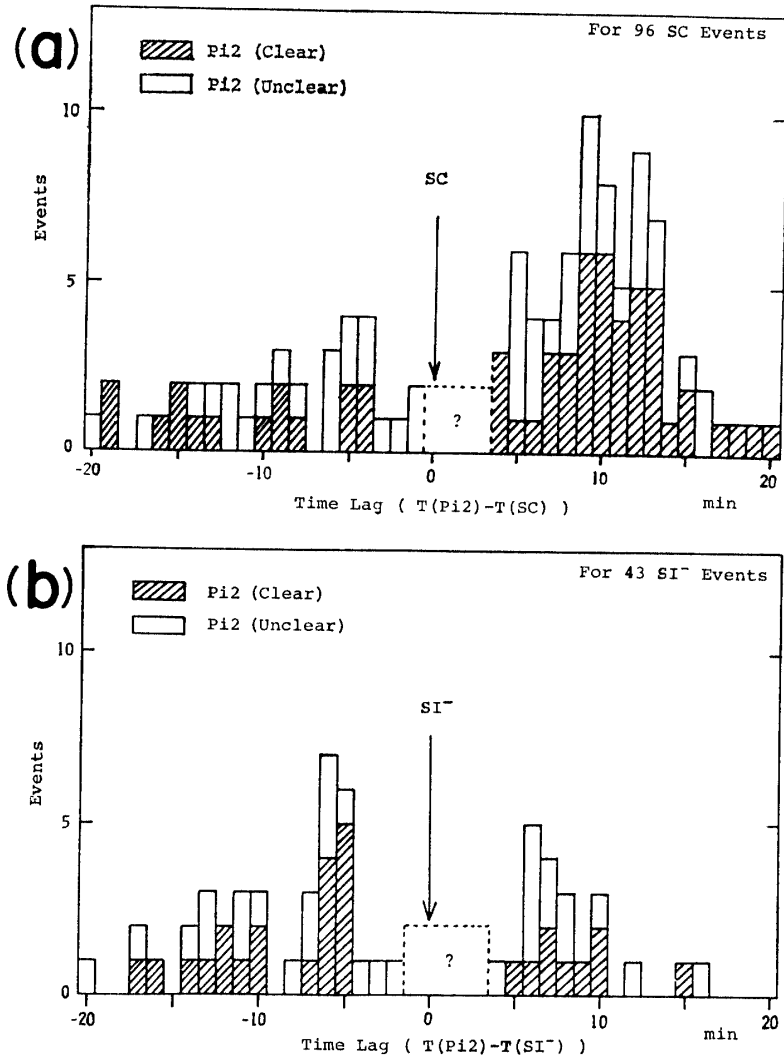 (a)
For 96 SC Events
Pi2 (Clear)
Pi2 (Unclear)
10
SC
Events
5
?
0
-20
-10
0
10
20
Time Lag ( T(Pi2)-T(SC) )
min
(b)
For 43 SI⁻ Events
Pi2 (Clear)
Pi2 (Unclear)
10
SI⁻
Events
5
?
0
-20
-10
0
10
20
Time Lag ( T(Pi2)-T(SI⁻) )
min